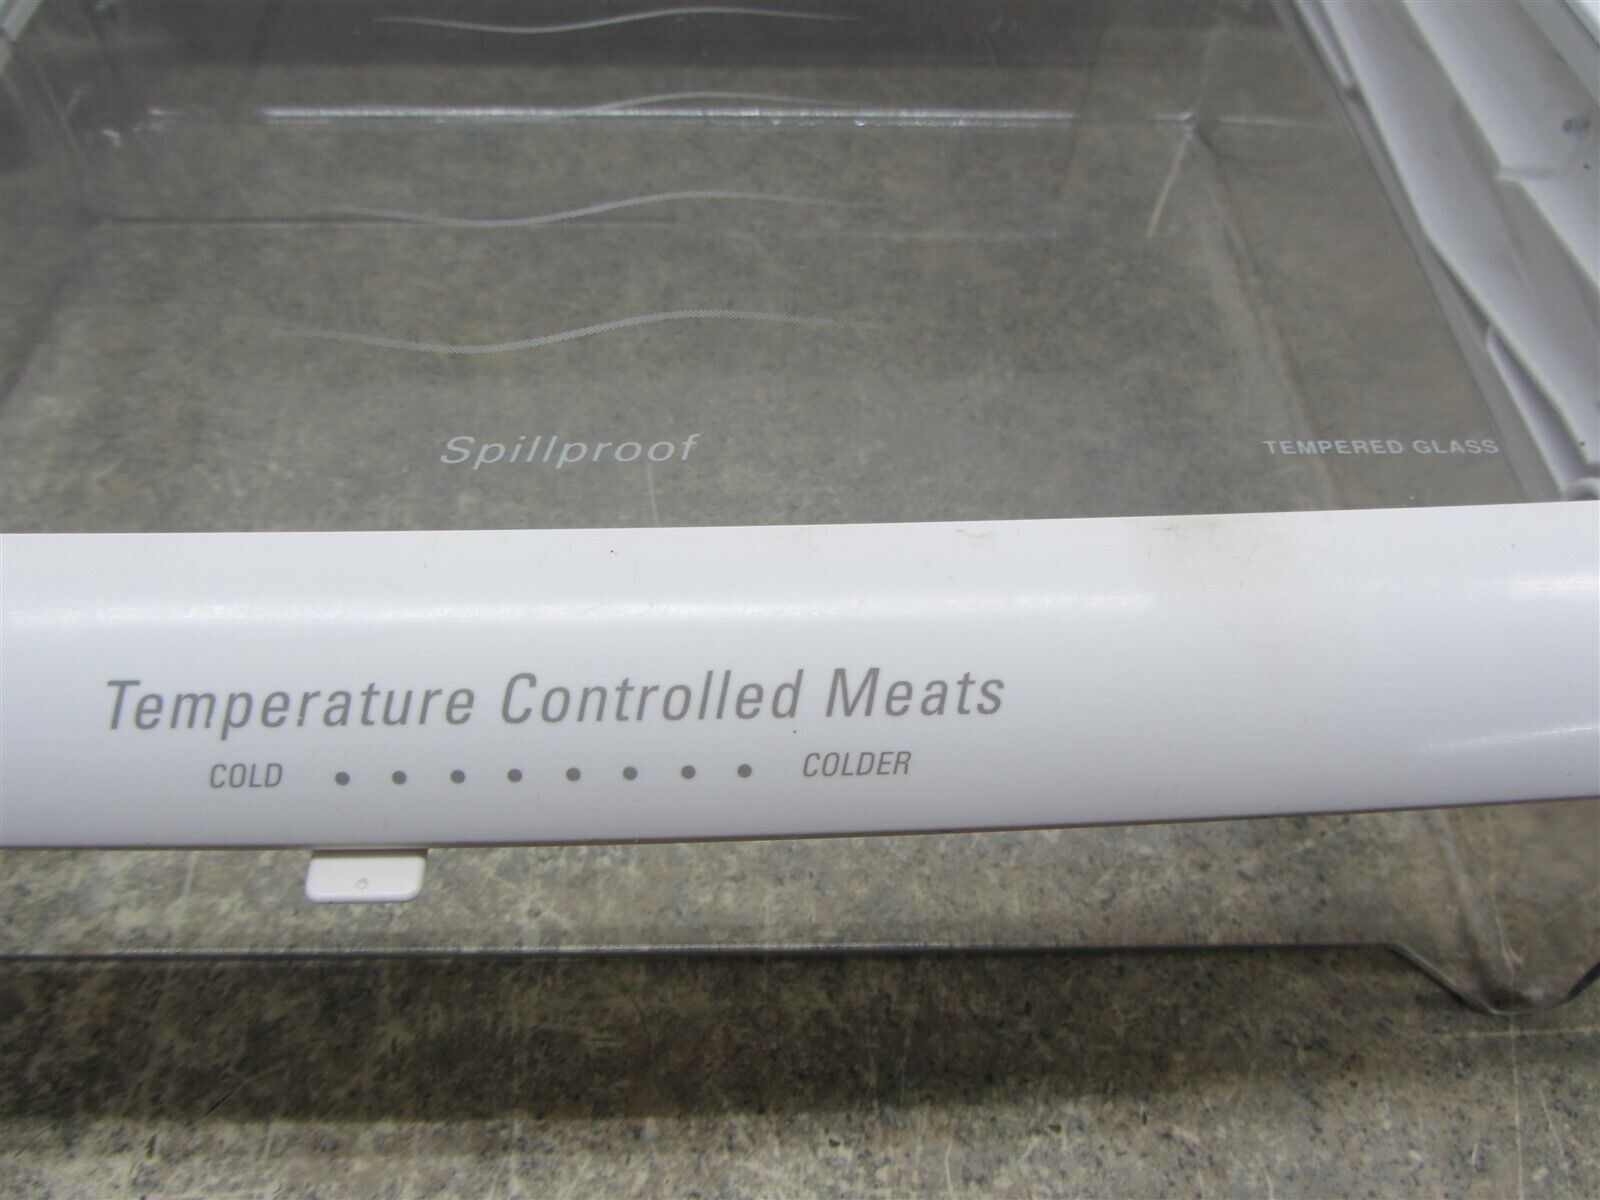 Spillproof
TEMPERED GLASS
Temperature Controlled Meats
COLD • • • • • • • • COLDER